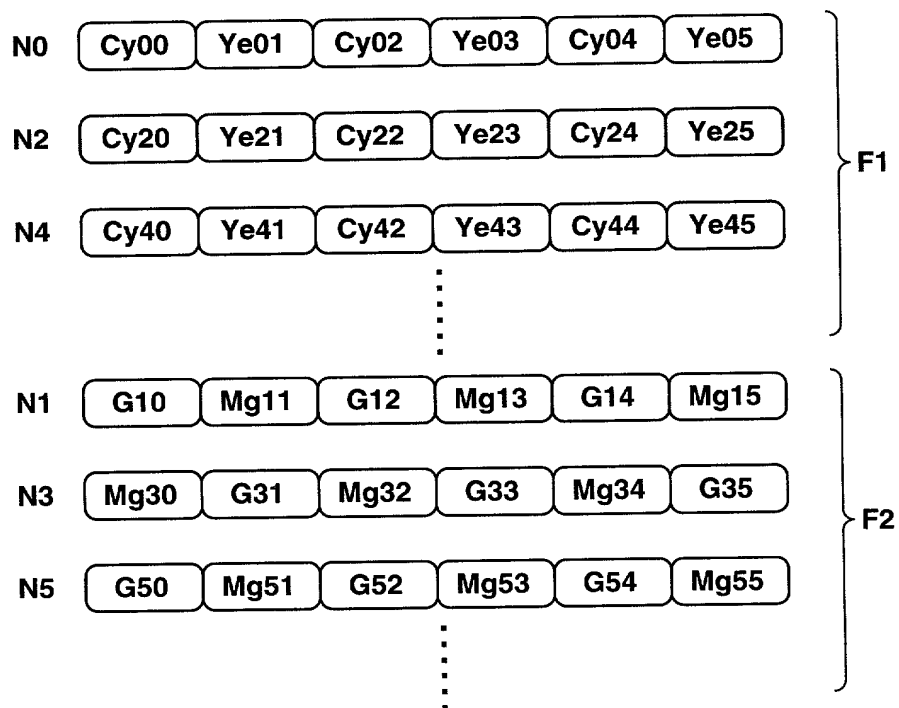 N0 Cy00 Ye01 Cy02 Ye03 Cy04 Ye05
N2 Cy20 Ye21 Cy22 Ye23 Cy24 Ye25
F1
N4 Cy40 Ye41 Cy42 Ye43 Cy44 Ye45
N1 G10 Mg11 G12 Mg13 G14 Mg15
N3 Mg30 G31 Mg32 G33 Mg34 G35
F2
N5 G50 Mg51 G52 Mg53 G54 Mg55